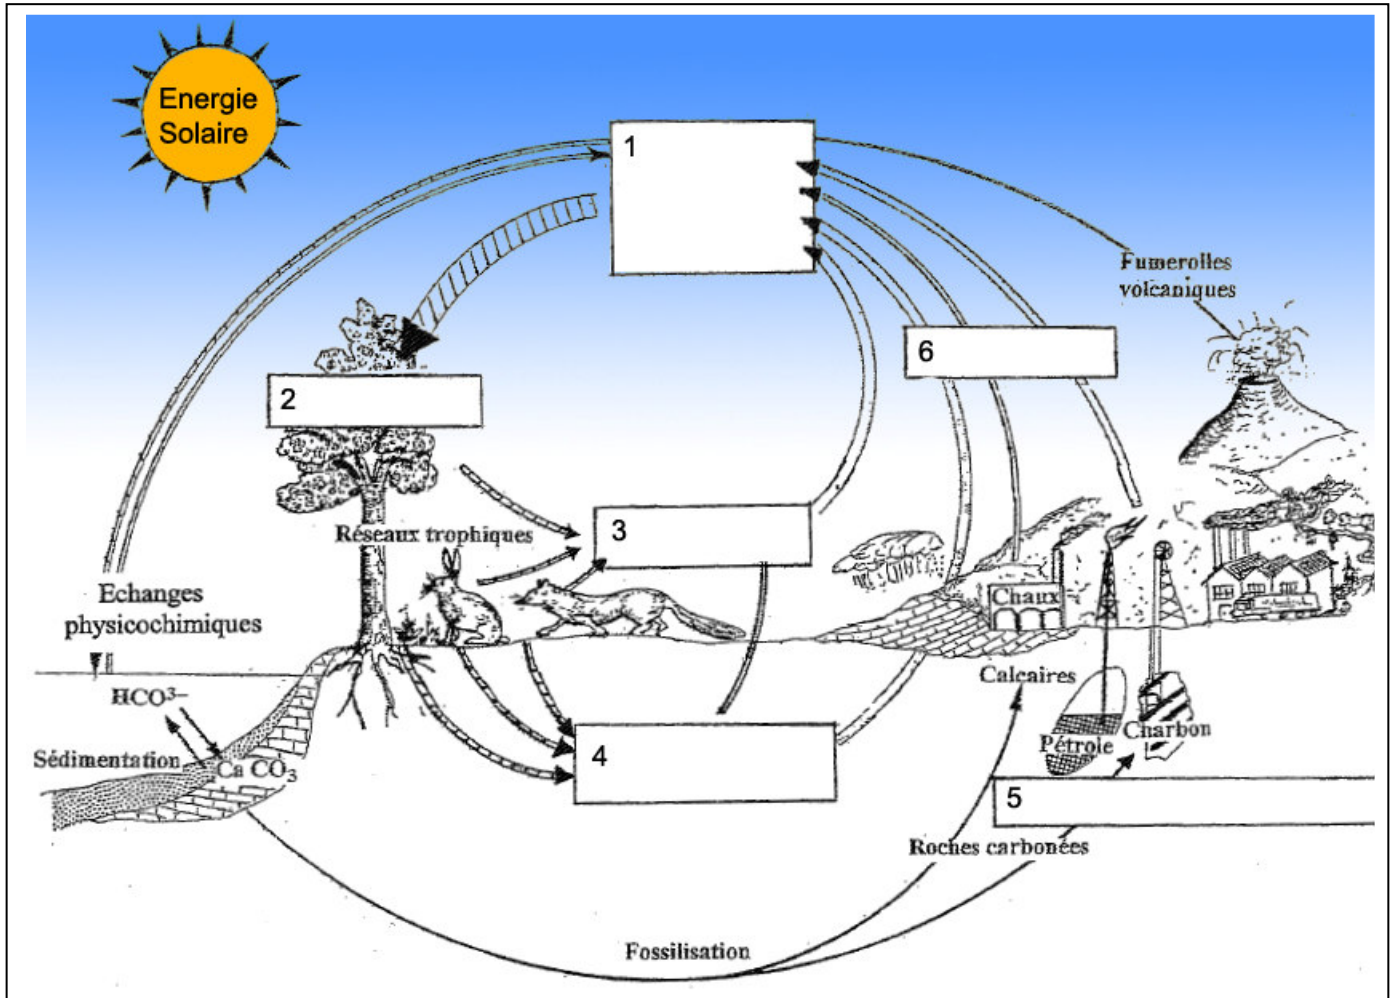 Energie
Solaire
1
Fumerolles
volcaniques
6
2
Réseaux trophiques
3
Echanges
physicochimiques
Chaux
HCO³⁻
Calcaires
Sédimentation
Ca CO₃
4
Pétrole
Charbon
5
Roches carbonées
Fossilisation